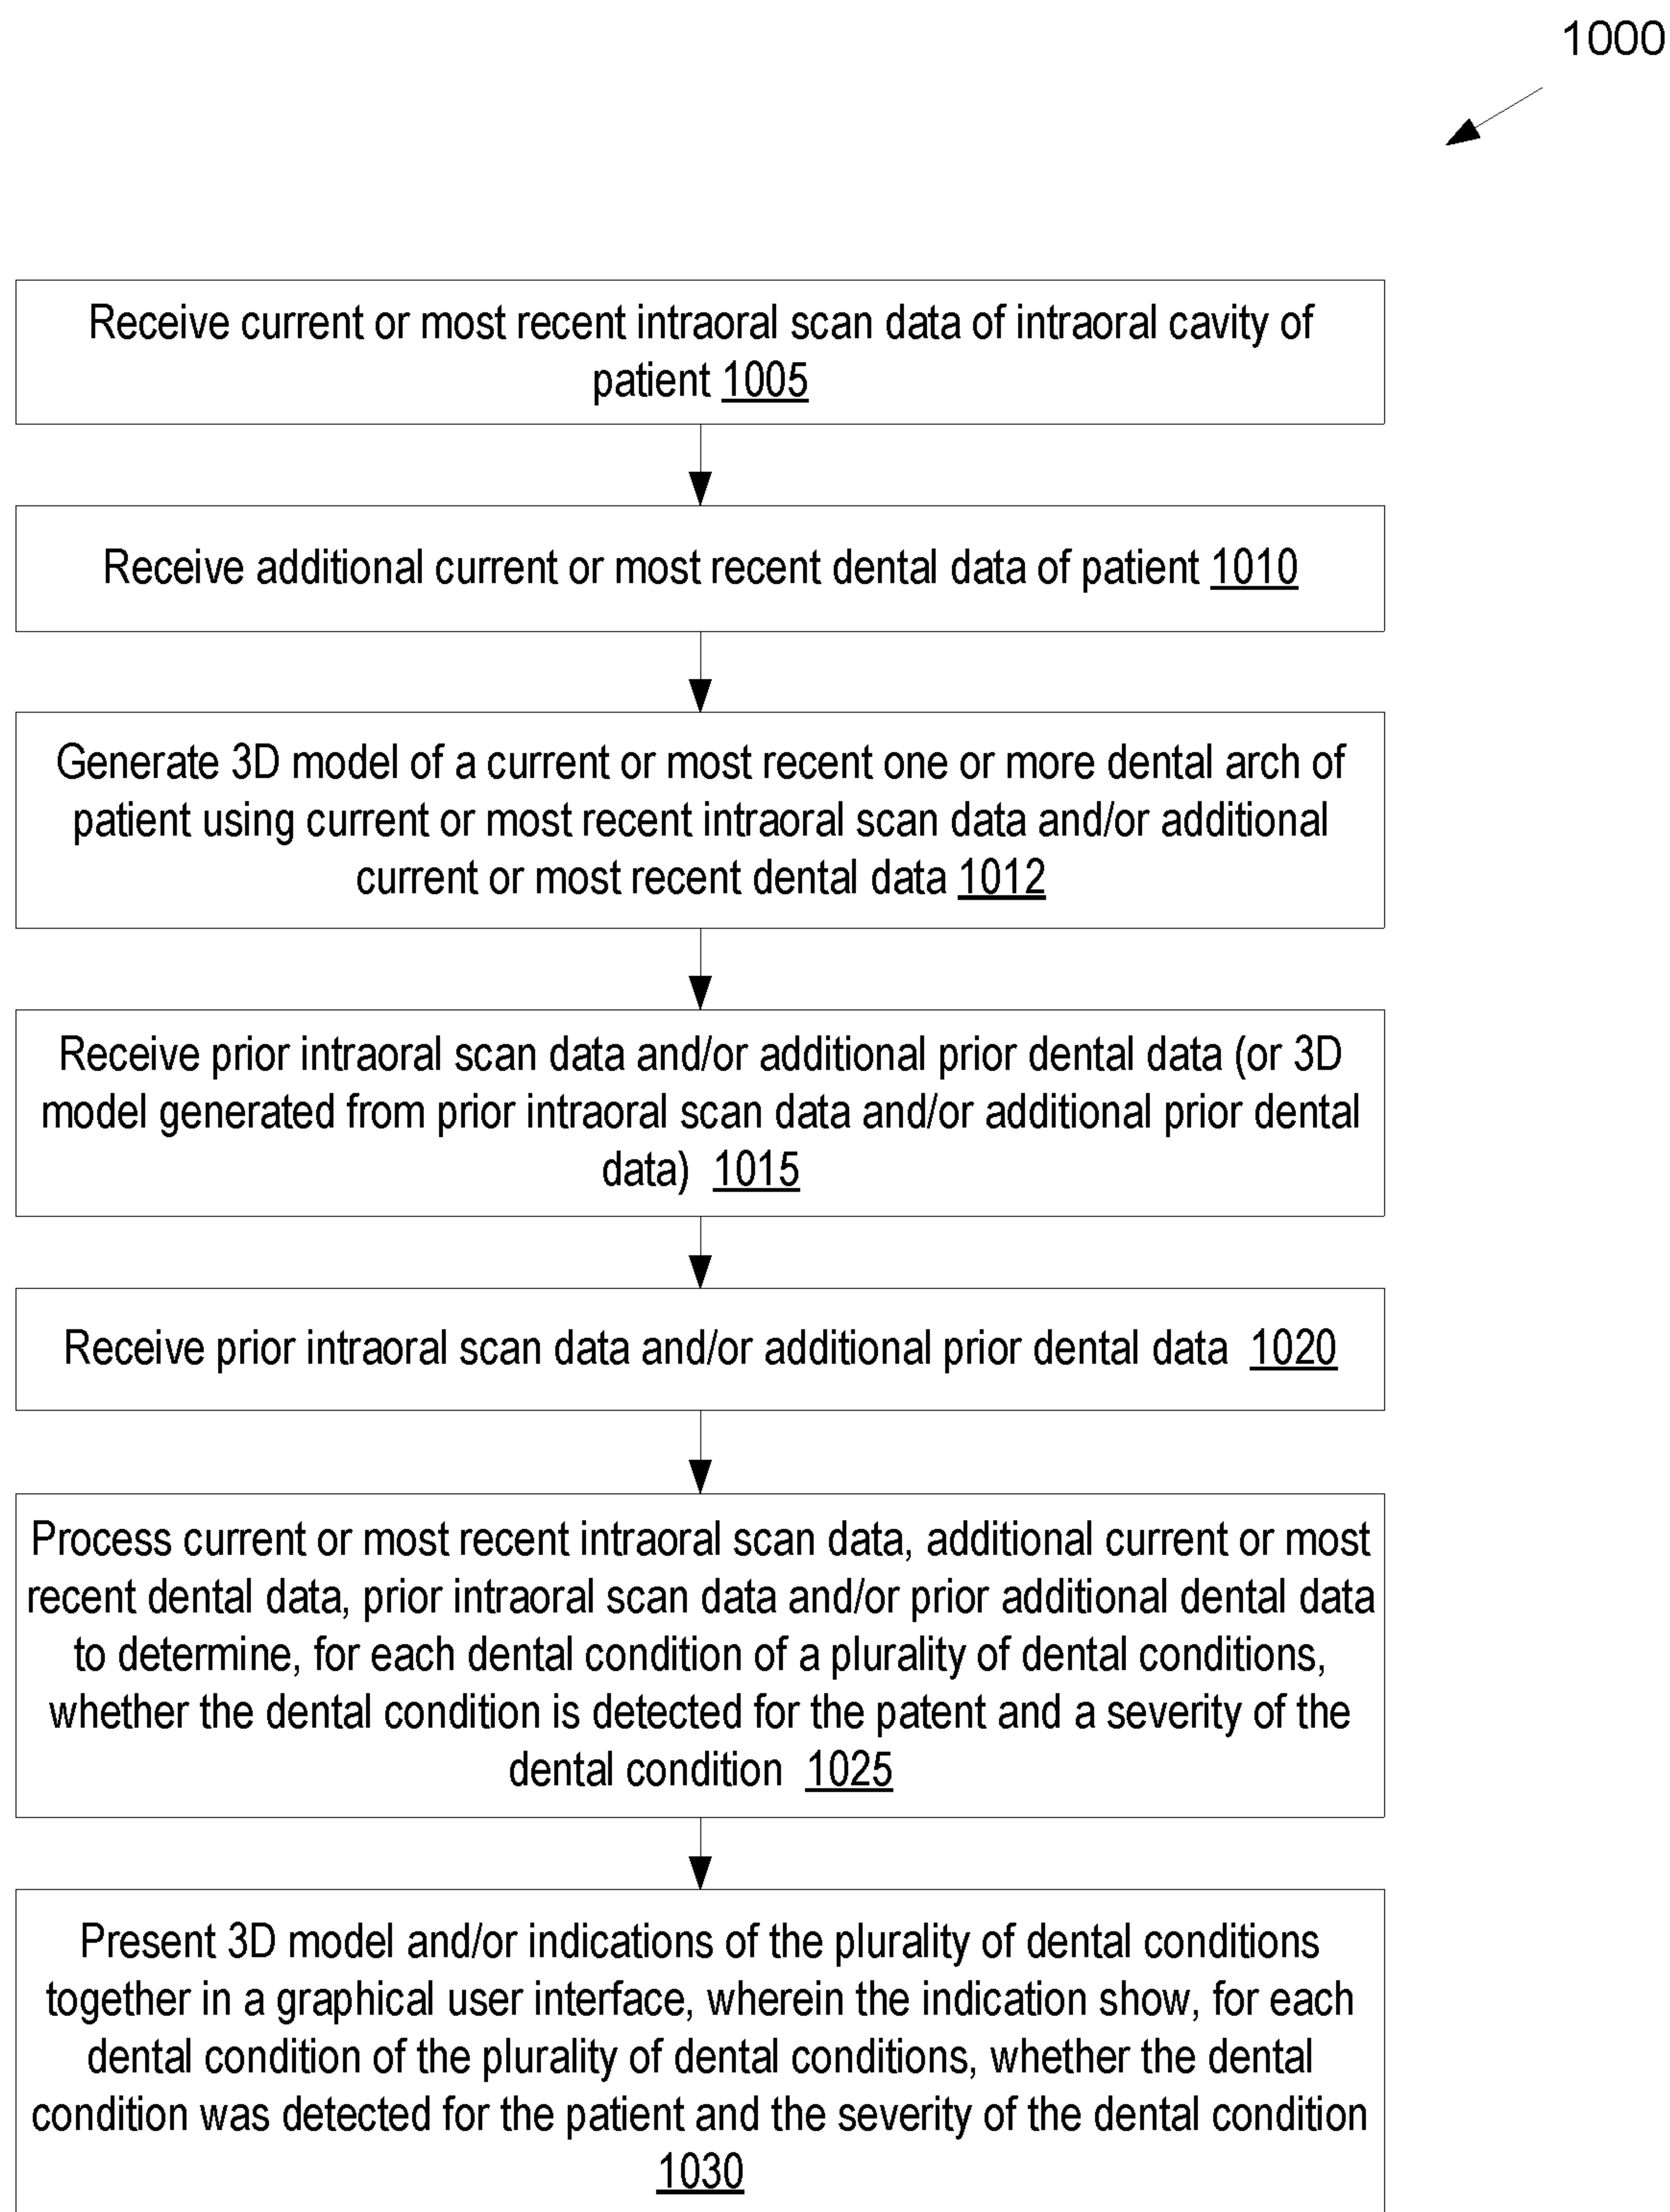 1000
Receive current or most recent intraoral scan data of intraoral cavity of
patient 1005
Receive additional current or most recent dental data of patient 1010
Generate 3D model of a current or most recent one or more dental arch of
patient using current or most recent intraoral scan data and/or additional
current or most recent dental data 1012
Receive prior intraoral scan data and/or additional prior dental data (or 3D
model generated from prior intraoral scan data and/or additional prior dental
data) 1015
Receive prior intraoral scan data and/or additional prior dental data 1020
Process current or most recent intraoral scan data, additional current or most
recent dental data, prior intraoral scan data and/or prior additional dental data
to determine, for each dental condition of a plurality of dental conditions,
whether the dental condition is detected for the patent and a severity of the
dental condition 1025
Present 3D model and/or indications of the plurality of dental conditions
together in a graphical user interface, wherein the indication show, for each
dental condition of the plurality of dental conditions, whether the dental
condition was detected for the patient and the severity of the dental condition
1030